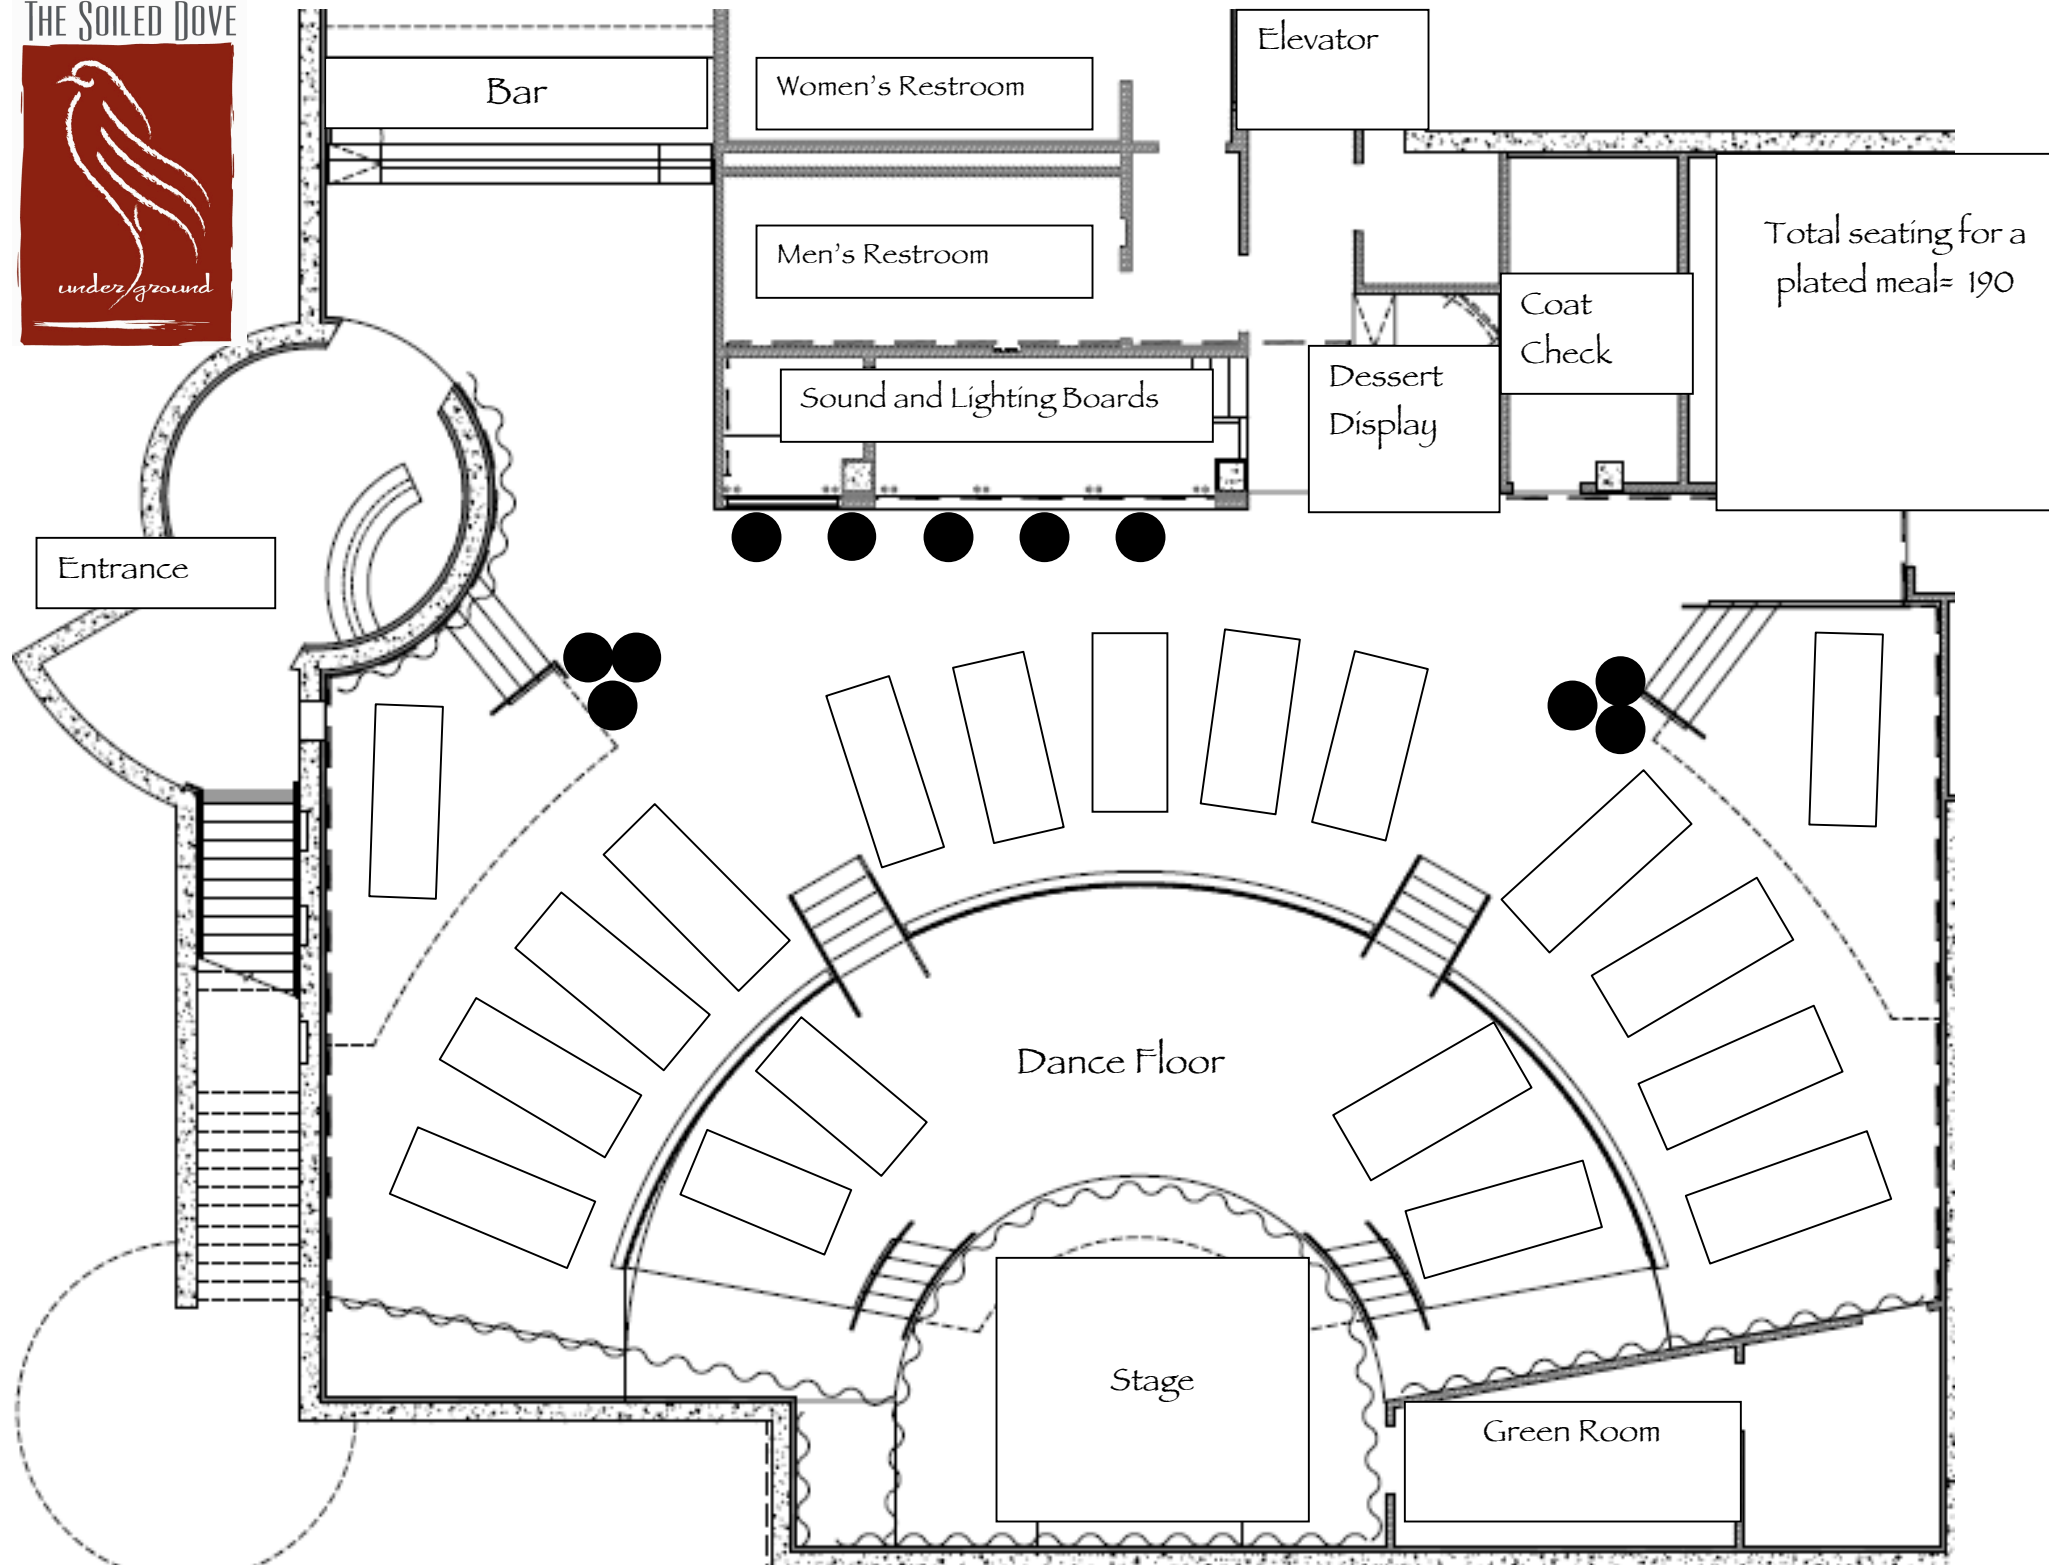 THE SOILED DOVE
underground
Bar
Women's Restroom
Elevator
Men's Restroom
Total seating for a
plated meal= 190
Coat
Check
Sound and Lighting Boards
Dessert
Display
Entrance
Dance Floor
Stage
Green Room